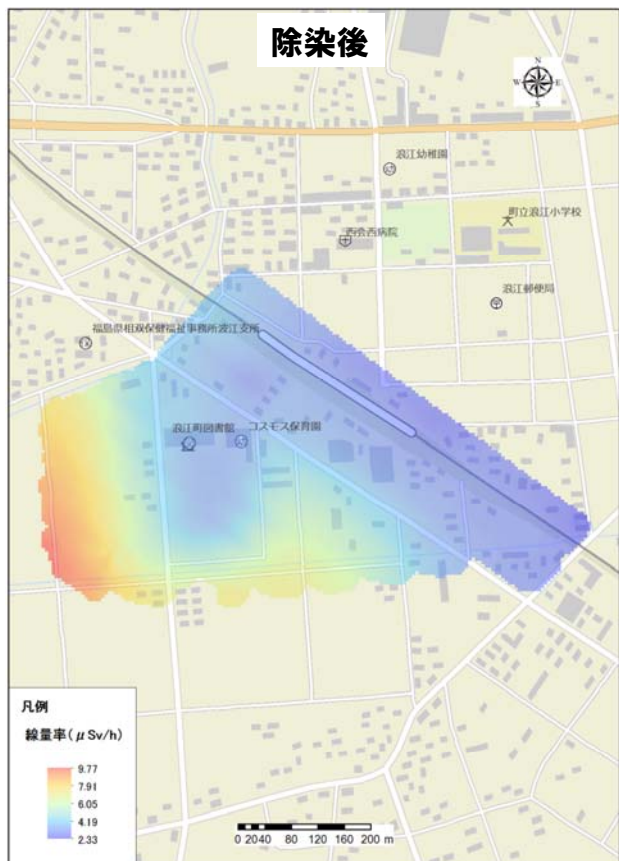 除染後
N
W E
S
浪江幼稚園
町立浪江小学校
西会西病院
浪江郵便局
福島県相双保健福祉事務所波江支所
浪江町図書館
コスモス保育園
凡例
線量率(μSv/h)
9.77
7.91
6.05
4.19
2.33
0 20 40 80 120 160 200 m